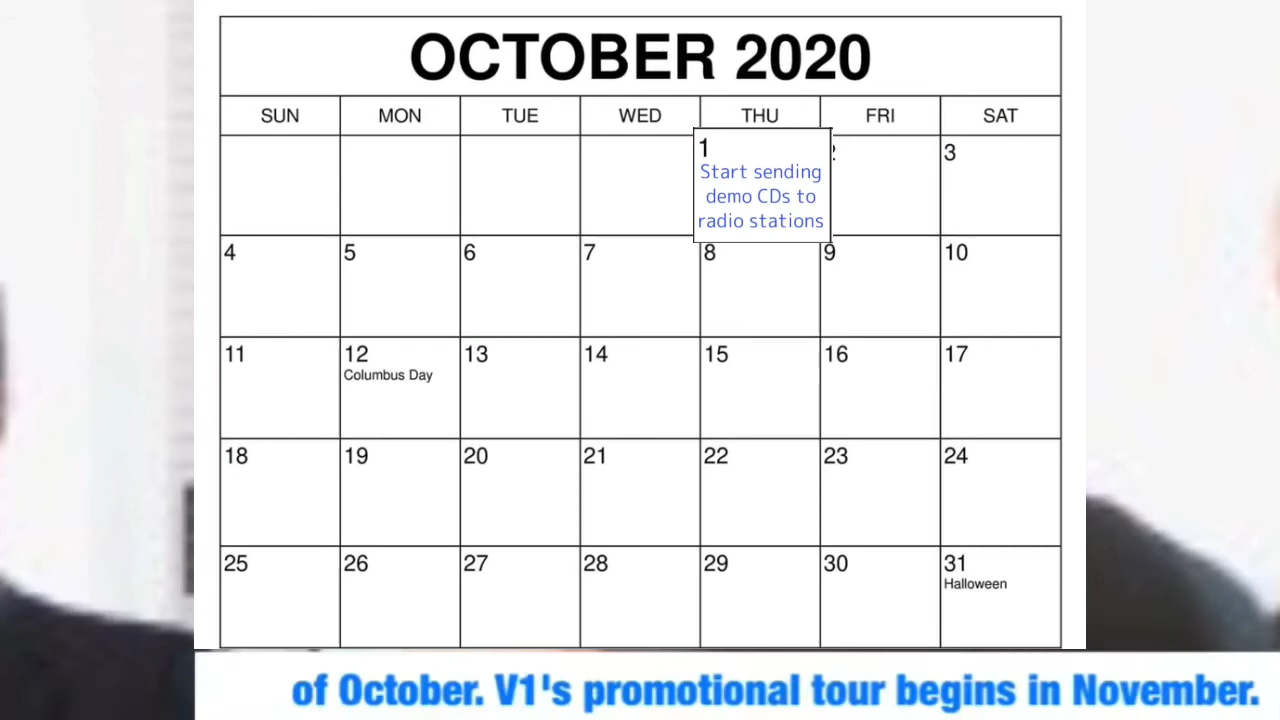 OCTOBER 2020
SUN MON TUE WED THU FRI SAT
1 2 3
Start sending
demo CDs to
radio stations
4 5 6 7 8 9 10
11 12 13 14 15 16 17
Columbus Day
18 19 20 21 22 23 24
25 26 27 28 29 30 31
Halloween
of October. V1's promotional tour begins in November.